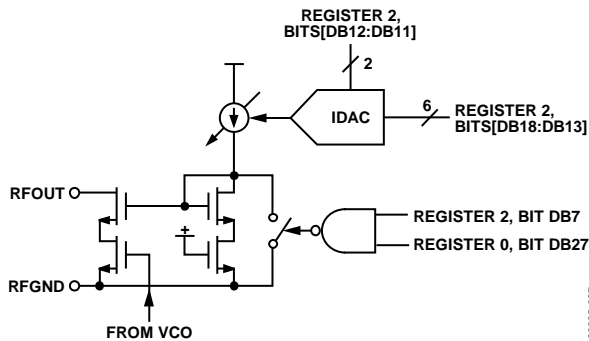 REGISTER 2,
BITS[DB12:DB11]
2
6
REGISTER 2,
BITS[DB18:DB13]
IDAC
RFOUT
REGISTER 2, BIT DB7
REGISTER 0, BIT DB27
+
RFGND
FROM VCO